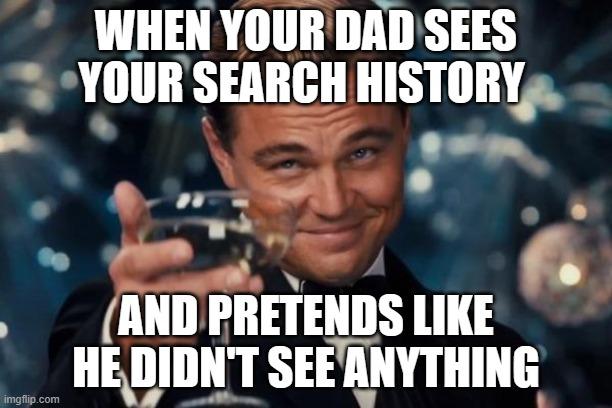 WHEN YOUR DAD SEES
YOUR SEARCH HISTORY
AND PRETENDS LIKE
HE DIDN'T SEE ANYTHING
imgflip.com